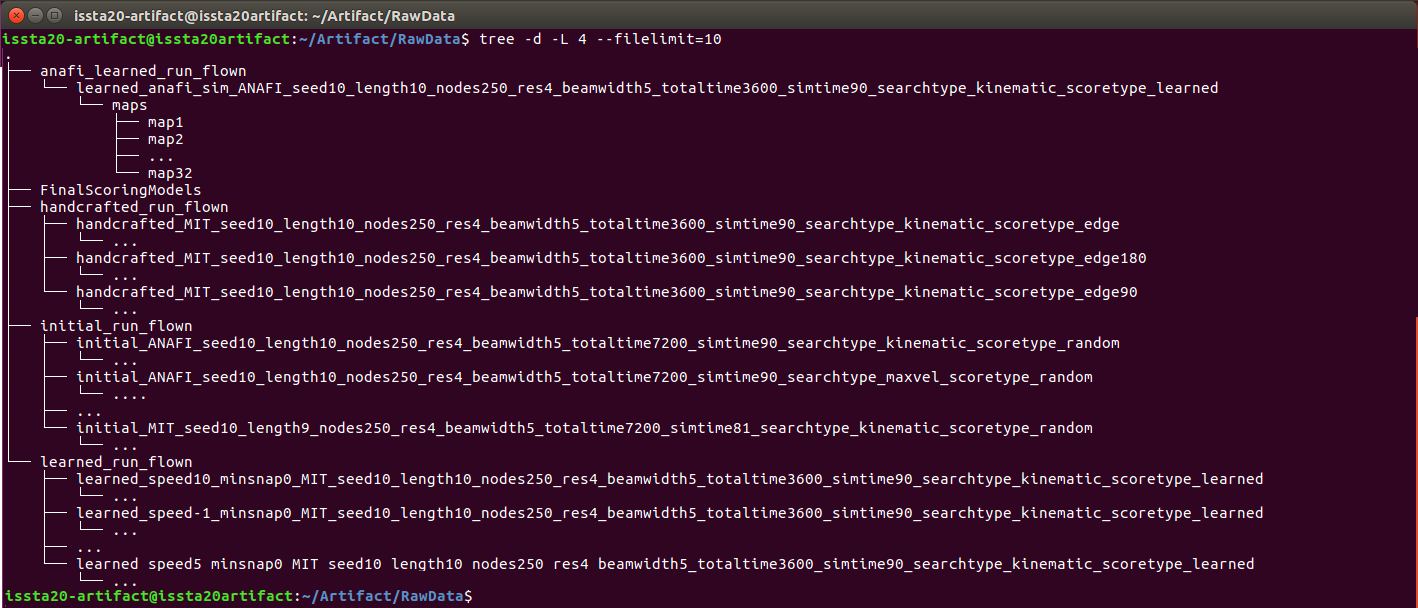 issta20-artifact@issta20artifact: ~/Artifact/RawData
issta20-artifact@issta20artifact:~/Artifact/RawData$ tree -d -L 4 --filelimit=10
.
├── anafi_learned_run_flown
│   └── learned_anafi_sim_ANAFI_seed10_length10_nodes250_res4_beamwidth5_totaltime3600_simtime90_searchtype_kinematic_scoretype_learned
│       └── maps
│           ├── map1
│           ├── map2
│           ├── ...
│           └── map32
├── FinalScoringModels
├── handcrafted_run_flown
│   ├── handcrafted_MIT_seed10_length10_nodes250_res4_beamwidth5_totaltime3600_simtime90_searchtype_kinematic_scoretype_edge
│   │   └── ...
│   ├── handcrafted_MIT_seed10_length10_nodes250_res4_beamwidth5_totaltime3600_simtime90_searchtype_kinematic_scoretype_edge180
│   │   └── ...
│   └── handcrafted_MIT_seed10_length10_nodes250_res4_beamwidth5_totaltime3600_simtime90_searchtype_kinematic_scoretype_edge90
│       └── ...
├── initial_run_flown
│   ├── initial_ANAFI_seed10_length10_nodes250_res4_beamwidth5_totaltime7200_simtime90_searchtype_kinematic_scoretype_random
│   │   └── ...
│   ├── initial_ANAFI_seed10_length10_nodes250_res4_beamwidth5_totaltime7200_simtime90_searchtype_maxvel_scoretype_random
│   │   └── ....
│   ├── ...
│   └── initial_MIT_seed10_length9_nodes250_res4_beamwidth5_totaltime7200_simtime81_searchtype_kinematic_scoretype_random
│       └── ...
└── learned_run_flown
    ├── learned_speed10_minsnap0_MIT_seed10_length10_nodes250_res4_beamwidth5_totaltime3600_simtime90_searchtype_kinematic_scoretype_learned
    │   └── ...
    ├── learned_speed-1_minsnap0_MIT_seed10_length10_nodes250_res4_beamwidth5_totaltime3600_simtime90_searchtype_kinematic_scoretype_learned
    │   └── ...
    ├── ...
    └── learned speed5 minsnap0 MIT seed10 length10 nodes250 res4 beamwidth5_totaltime3600_simtime90_searchtype_kinematic_scoretype_learned
        └── ...
issta20-artifact@issta20artifact:~/Artifact/RawData$